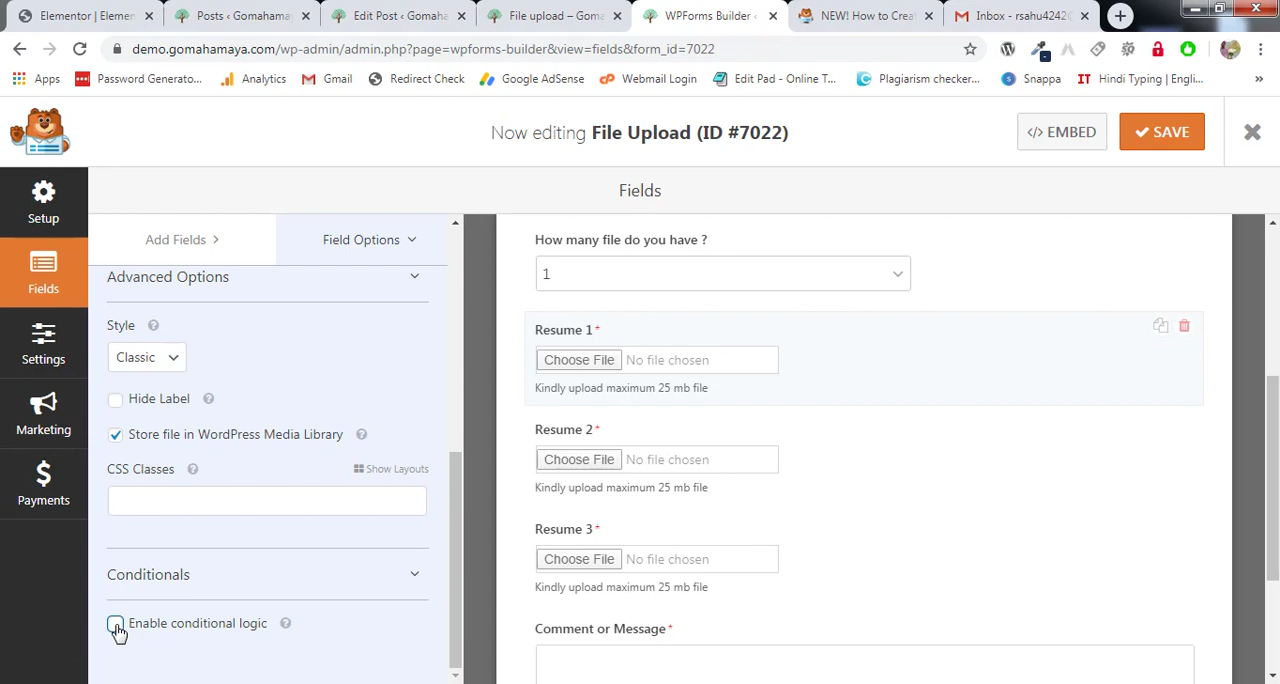 Elementor | Elemen
Posts ‹ Gomahamay
Edit Post ‹ Gomaha
File upload – Goma
WPForms Builder ‹
NEW! How to Creat
Inbox - rsahu4242@
demo.gomahamaya.com/wp-admin/admin.php?page=wpforms-builder&view=fields&form_id=7022
Apps
Password Generato...
Analytics
Gmail
Redirect Check
Google AdSense
Webmail Login
Edit Pad - Online T...
Plagiarism checker...
Snappa
Hindi Typing | Engli...
»
Now editing File Upload (ID #7022)
</> EMBED
SAVE
Setup
Fields
Settings
Marketing
Payments
Fields
Add Fields
Field Options
Advanced Options
Style
Classic
Hide Label
Store file in WordPress Media Library
CSS Classes
Show Layouts
Conditionals
Enable conditional logic
How many file do you have ?
1
Resume 1*
Choose File No file chosen
Kindly upload maximum 25 mb file
Resume 2*
Choose File No file chosen
Kindly upload maximum 25 mb file
Resume 3*
Choose File No file chosen
Kindly upload maximum 25 mb file
Comment or Message*